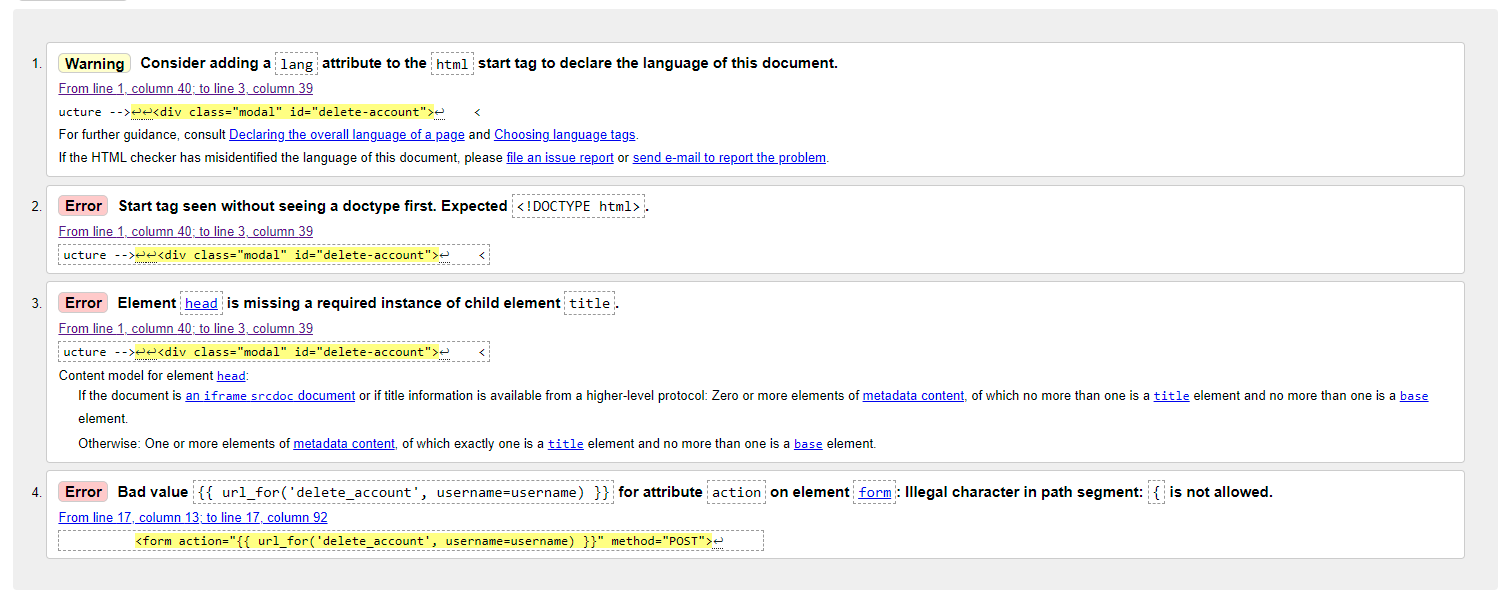 1. Warning Consider adding a lang attribute to the html start tag to declare the language of this document.
From line 1, column 40; to line 3, column 39
ucture -->↩↩<div class="modal" id="delete-account">↩    <
For further guidance, consult Declaring the overall language of a page and Choosing language tags.
If the HTML checker has misidentified the language of this document, please file an issue report or send e-mail to report the problem.
2. Error Start tag seen without seeing a doctype first. Expected <!DOCTYPE html>.
From line 1, column 40; to line 3, column 39
ucture -->↩↩<div class="modal" id="delete-account">↩    <
3. Error Element head is missing a required instance of child element title.
From line 1, column 40; to line 3, column 39
ucture -->↩↩<div class="modal" id="delete-account">↩    <
Content model for element head:
If the document is an iframe srcdoc document or if title information is available from a higher-level protocol: Zero or more elements of metadata content, of which no more than one is a title element and no more than one is a base
element.
Otherwise: One or more elements of metadata content, of which exactly one is a title element and no more than one is a base element.
4. Error Bad value {{ url_for('delete_account', username=username) }} for attribute action on element form: Illegal character in path segment: { is not allowed.
From line 17, column 13; to line 17, column 92
<form action="{{ url_for('delete_account', username=username) }}" method="POST">↩